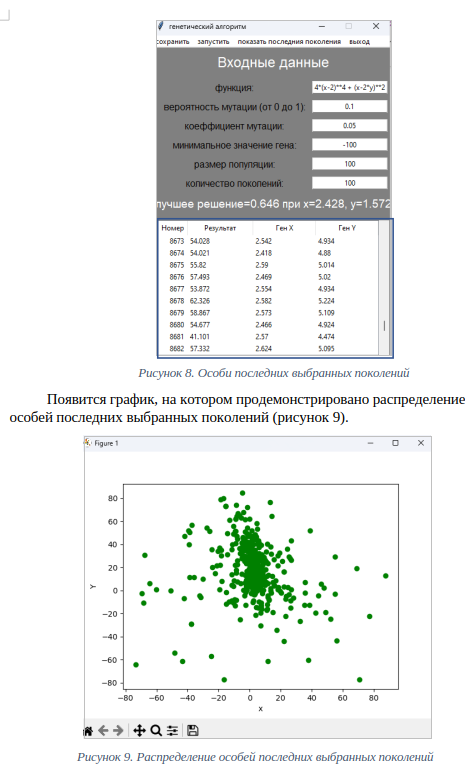 генетический алгоритм
сохранить запустить показать последния поколения выход
Входные данные
функция: 4*(x-2)**4 + (x-2*y)**2
вероятность мутации (от 0 до 1): 0.1
коеффициент мутации: 0.05
минимальное значение гена: -100
размер популяции: 100
количество поколений: 100
лучшее решение=0.646 при x=2.428, y=1.572
Номер Результат Ген X Ген Y
8673 54.028 2.542 4.934
8674 54.021 2.418 4.88
8675 55.82 2.59 5.014
8676 57.493 2.469 5.02
8677 53.872 2.554 4.934
8678 62.326 2.582 5.224
8679 58.867 2.573 5.109
8680 54.677 2.466 4.924
8681 41.101 2.57 4.474
8682 57.332 2.624 5.095
Рисунок 8. Особи последних выбранных поколений
Появится график, на котором продемонстрировано распределение
особей последних выбранных поколений (рисунок 9).
Figure 1
80
60
40
20
0
−20
−40
−60
−80
Y
−80 −60 −40 −20 0 20 40 60 80
x
Рисунок 9. Распределение особей последних выбранных поколений